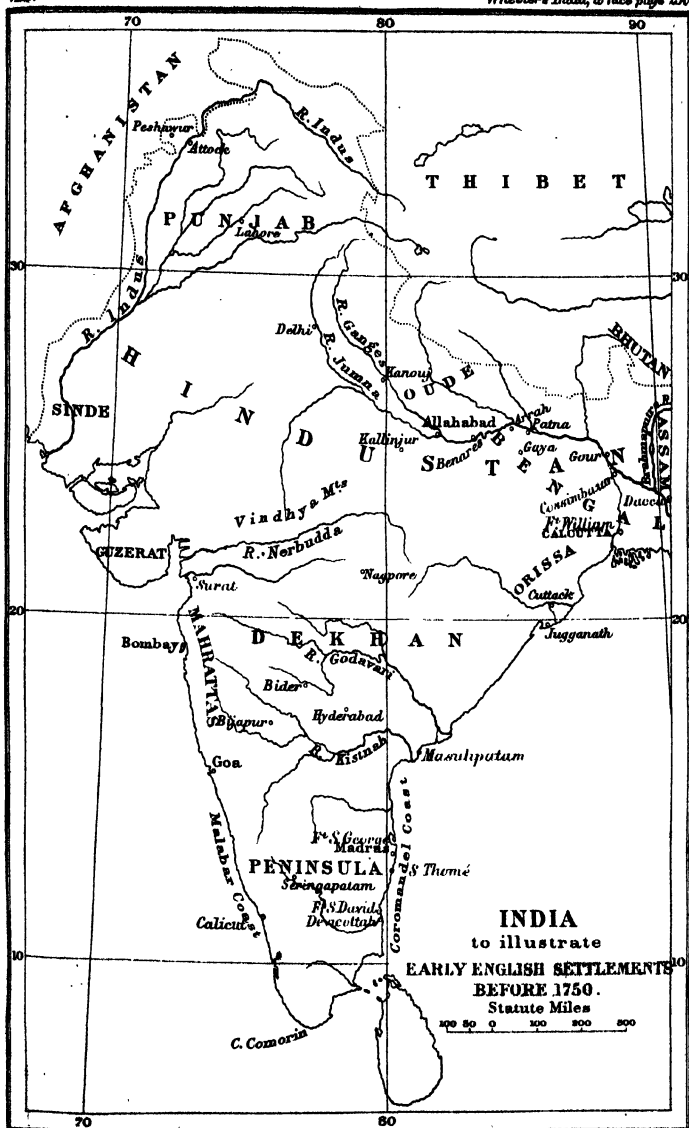 Wheeler's India, to face page
70
80
90
AFGHANISTAN
Peshawur
Attock
R. Indus
THIBET
PUNJAB
Lahore
30
30
R. Indus
Delhi
R. Ganges
R. Jumna
Kanouj
OUDE
BHUTAN
HINDUSTAN
SINDE
Allahabad
Arrah
Patna
ASSAM
R.
Kallinjur
Benares
Gaya
Gour
BENGAL
Cossimbazar
Dacca
Ft. William
CALCUTTA
Vindhya Mts
R. Nerbudda
GUZERAT
Nagpore
ORISSA
Surat
Cuttack
20
20
Jugganath
DEKHAN
Bombay
MAHRATTAS
R. Godavari
Bider
Hyderabad
Bijapur
R. Kistnah
Masulipatam
Goa
Coromandel Coast
Malabar Coast
Ft. S. George
Madras
PENINSULA
S. Thomé
Seringapatam
Ft. S. David
Devicottah
Calicut
INDIA
to illustrate
EARLY ENGLISH SETTLEMENTS
BEFORE 1750.
Statute Miles
100 50 0 100 200 300
10
10
C. Comorin
70
80
90